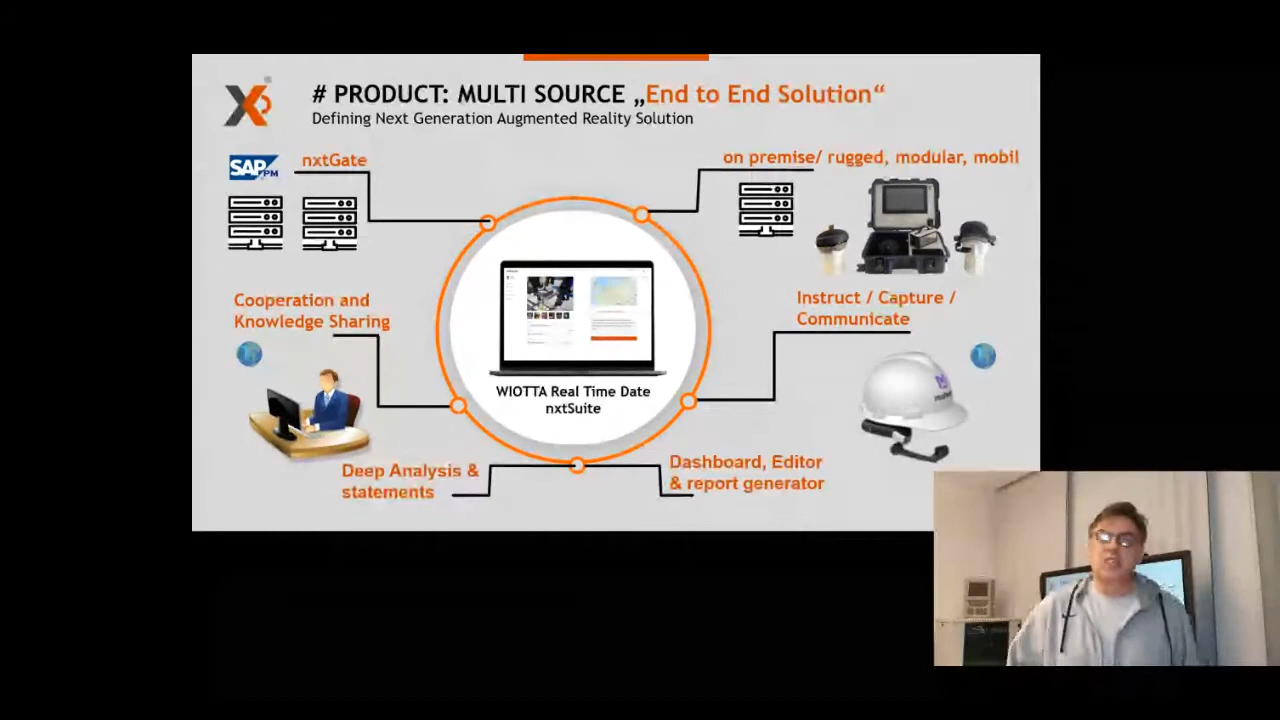 # PRODUCT: MULTI SOURCE „End to End Solution“
Defining Next Generation Augmented Reality Solution
SAP PM
nxtGate
on premise/ rugged, modular, mobil
Cooperation and
Knowledge Sharing
Instruct / Capture /
Communicate
WIOTTA Real Time Date
nxtSuite
Deep Analysis &
statements
Dashboard, Editor
& report generator